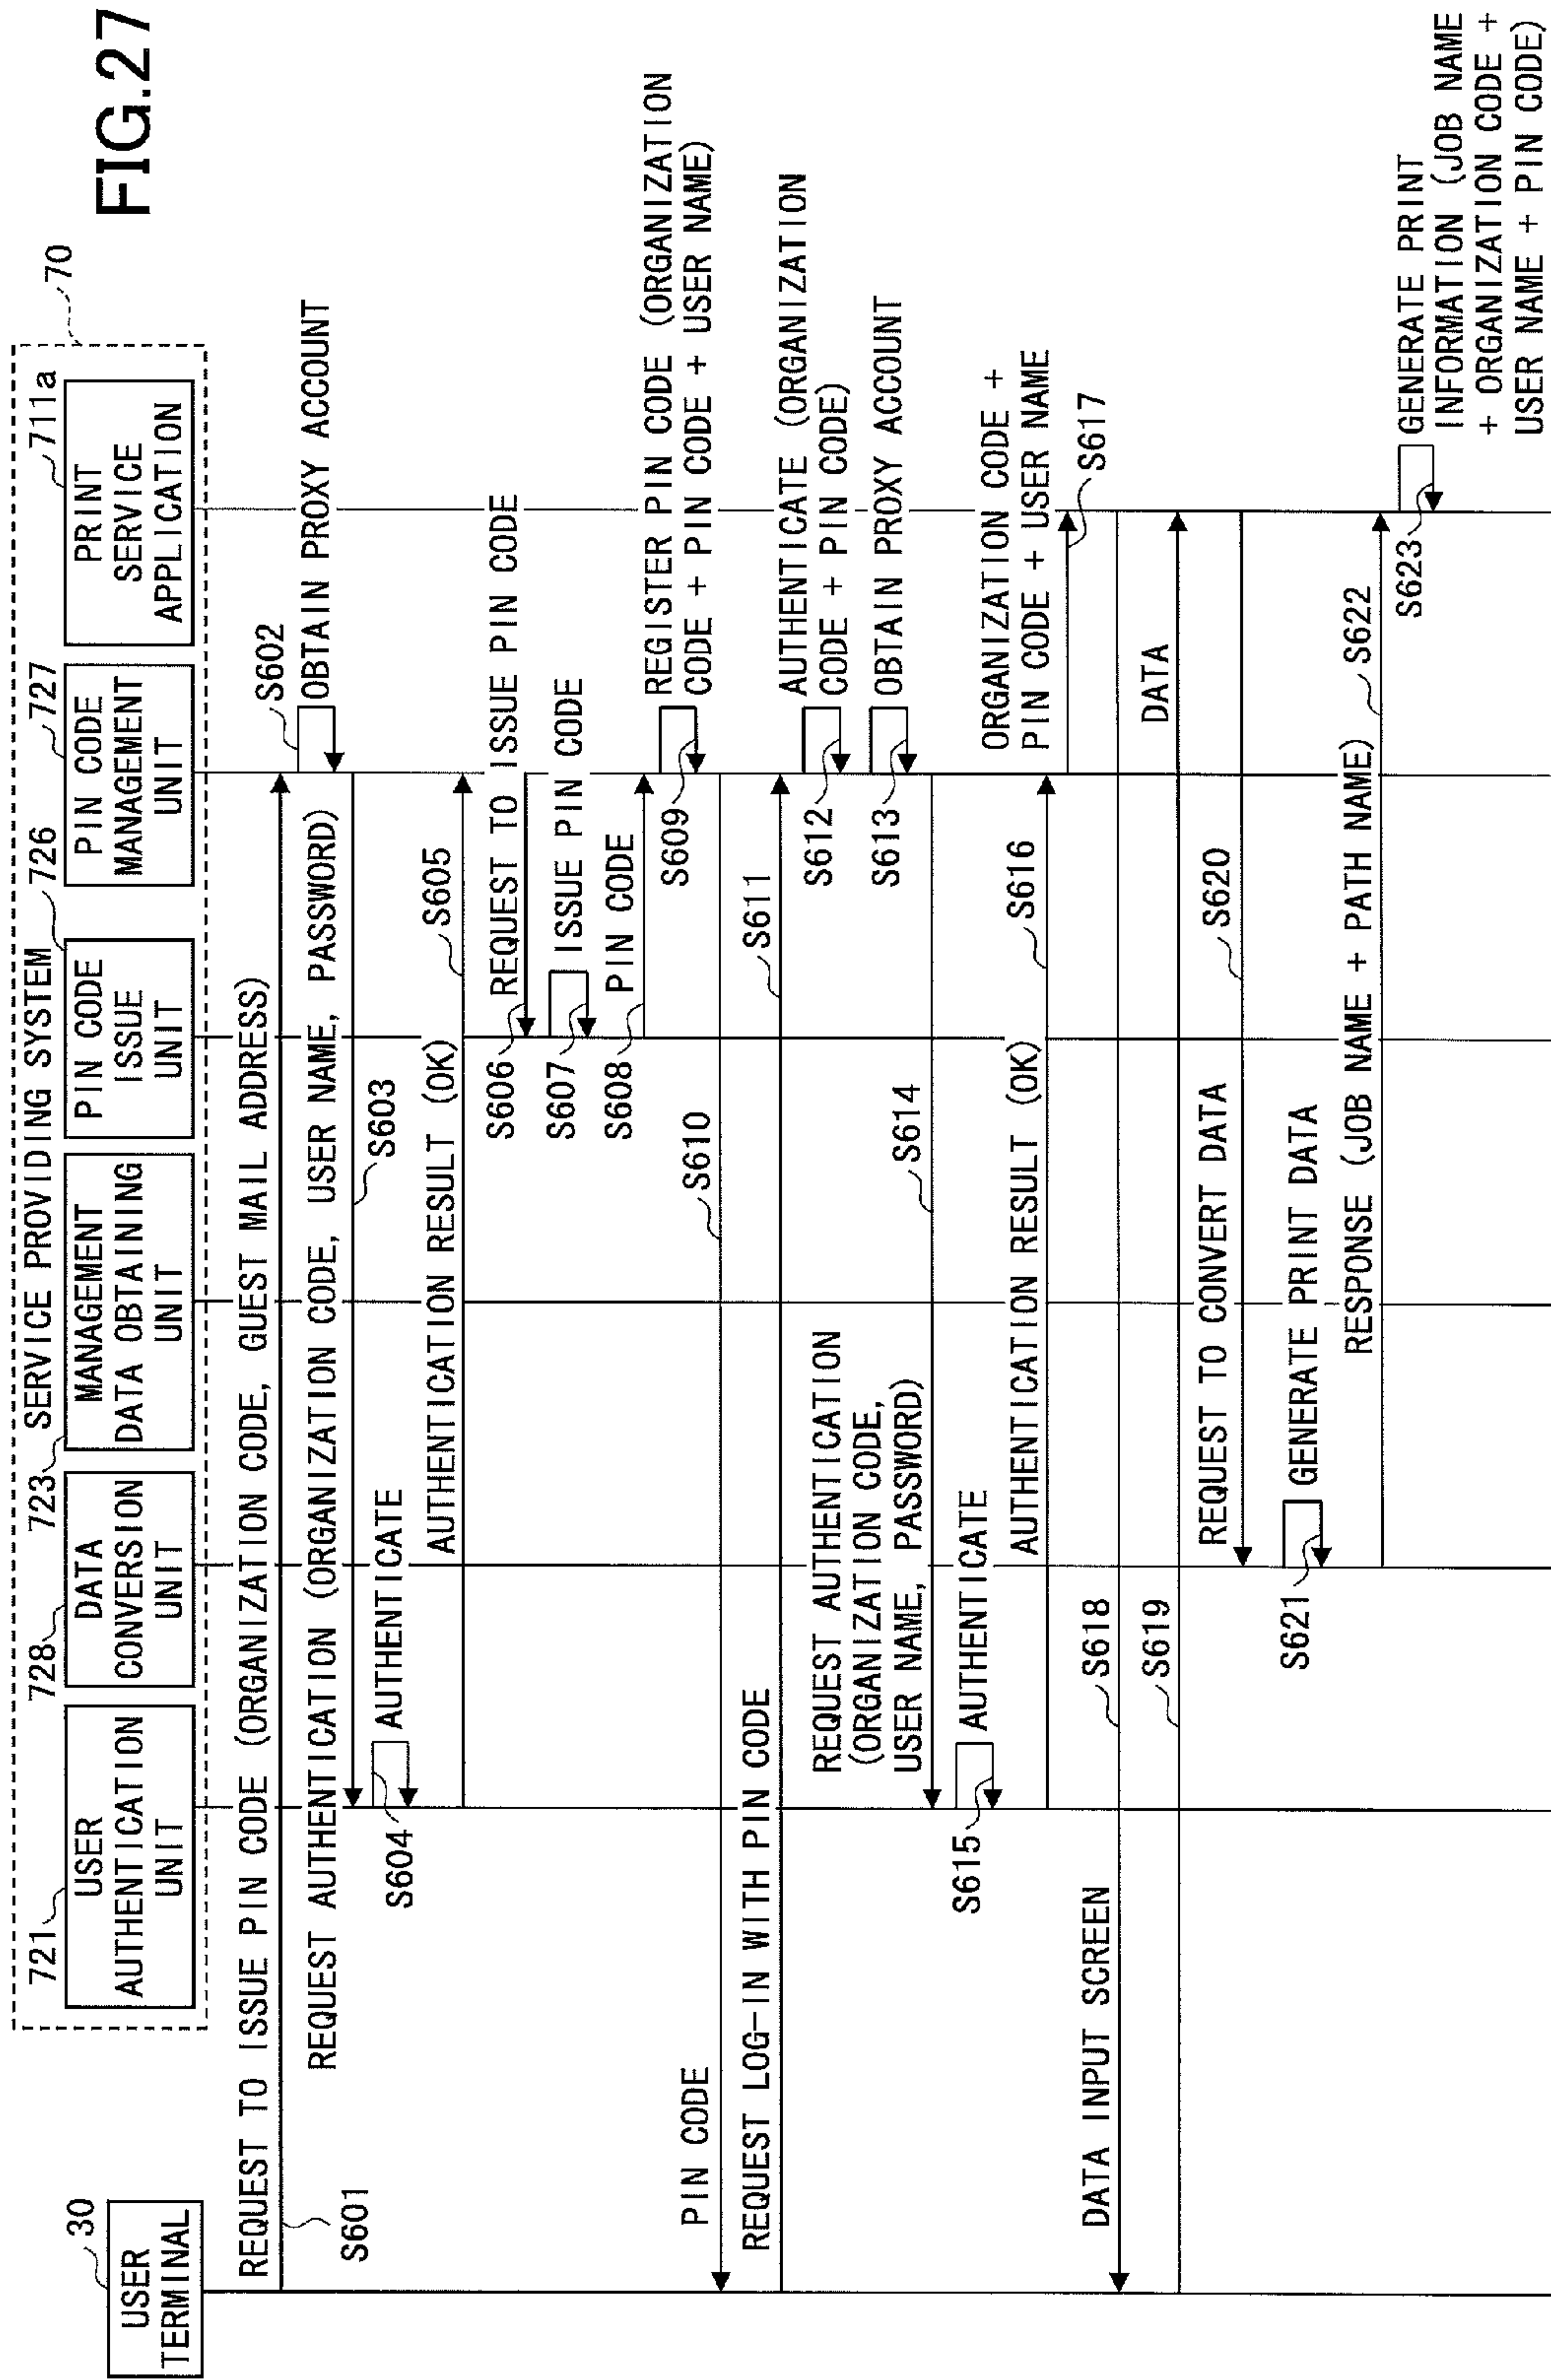 FIG.27
SERVICE PROVIDING SYSTEM
70
30
USER
TERMINAL
721
USER
AUTHENTICATION
UNIT
728
DATA
CONVERSION
UNIT
723
MANAGEMENT
DATA OBTAINING
UNIT
726
PIN CODE
ISSUE
UNIT
727
PIN CODE
MANAGEMENT
UNIT
711a
PRINT
SERVICE
APPLICATION
REQUEST TO ISSUE PIN CODE (ORGANIZATION CODE, GUEST MAIL ADDRESS)
S601
S602
OBTAIN PROXY ACCOUNT
REQUEST AUTHENTICATION (ORGANIZATION CODE, USER NAME, PASSWORD)
S603
AUTHENTICATE
S604
AUTHENTICATION RESULT (OK)
S605
REQUEST TO ISSUE PIN CODE
S606
ISSUE PIN CODE
S607
PIN CODE
S608
REGISTER PIN CODE (ORGANIZATION
CODE + PIN CODE + USER NAME)
S609
PIN CODE
S610
REQUEST LOG-IN WITH PIN CODE
S611
AUTHENTICATE (ORGANIZATION
CODE + PIN CODE)
S612
OBTAIN PROXY ACCOUNT
S613
REQUEST AUTHENTICATION
(ORGANIZATION CODE,
USER NAME, PASSWORD)
S614
AUTHENTICATE
S615
AUTHENTICATION RESULT (OK)
S616
ORGANIZATION CODE +
PIN CODE + USER NAME
S617
DATA INPUT SCREEN
S618
DATA
S619
REQUEST TO CONVERT DATA
S620
GENERATE PRINT DATA
S621
RESPONSE (JOB NAME + PATH NAME)
S622
GENERATE PRINT
INFORMATION (JOB NAME
+ ORGANIZATION CODE +
USER NAME + PIN CODE)
S623